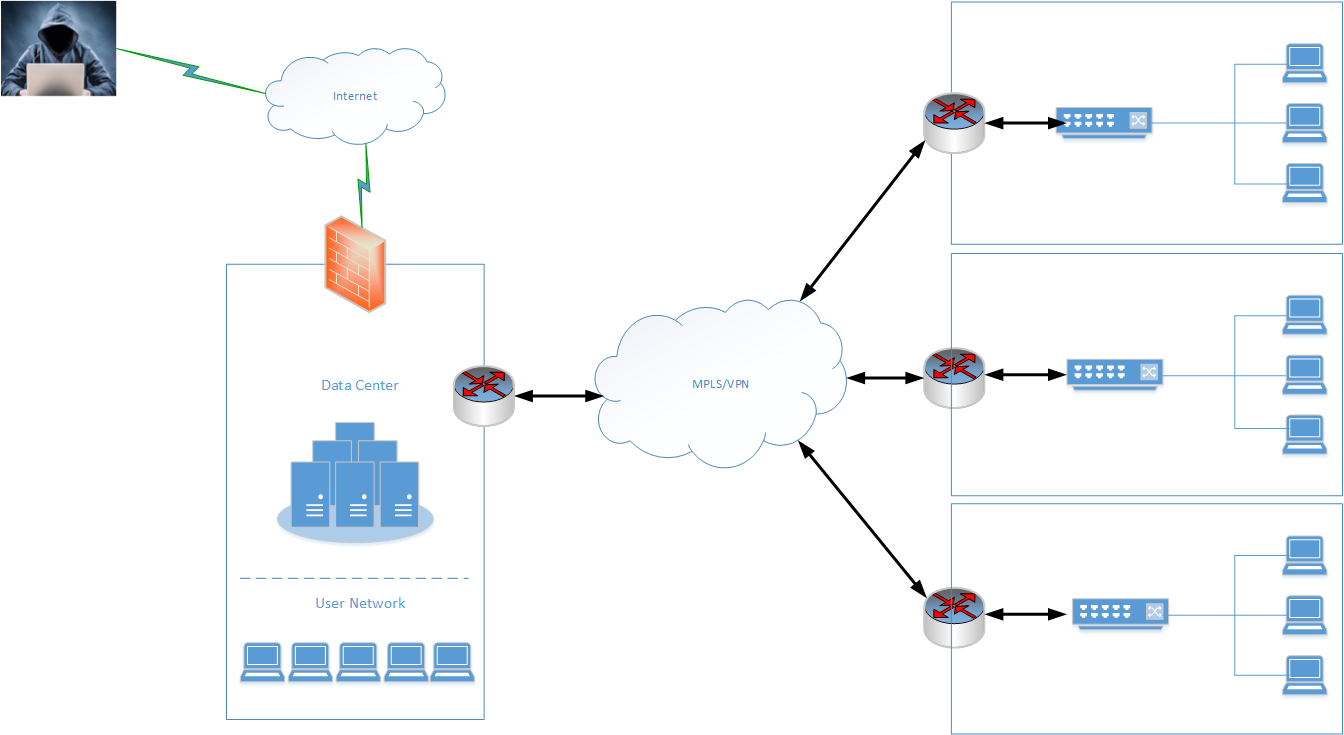 Internet
Data Center
MPLS/VPN
User Network